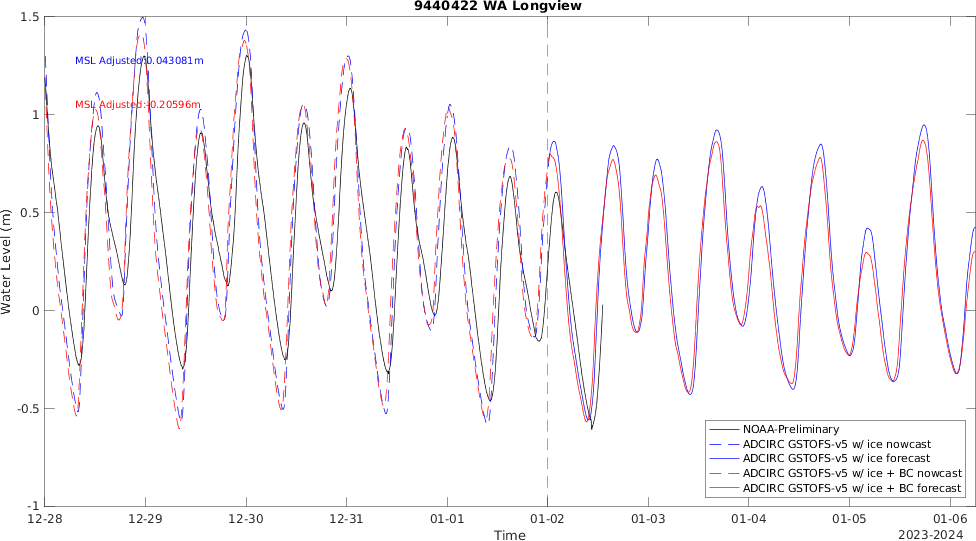 9440422 WA Longview
1.5
MSL Adjusted:0.043081m
MSL Adjusted:-0.20596m
1
0.5
0
-0.5
-1
Water Level (m)
NOAA-Preliminary
ADCIRC GSTOFS-v5 w/ ice nowcast
ADCIRC GSTOFS-v5 w/ ice forecast
ADCIRC GSTOFS-v5 w/ ice + BC nowcast
ADCIRC GSTOFS-v5 w/ ice + BC forecast
12-28 12-29 12-30 12-31 01-01 01-02 01-03 01-04 01-05 01-06
Time
2023-2024